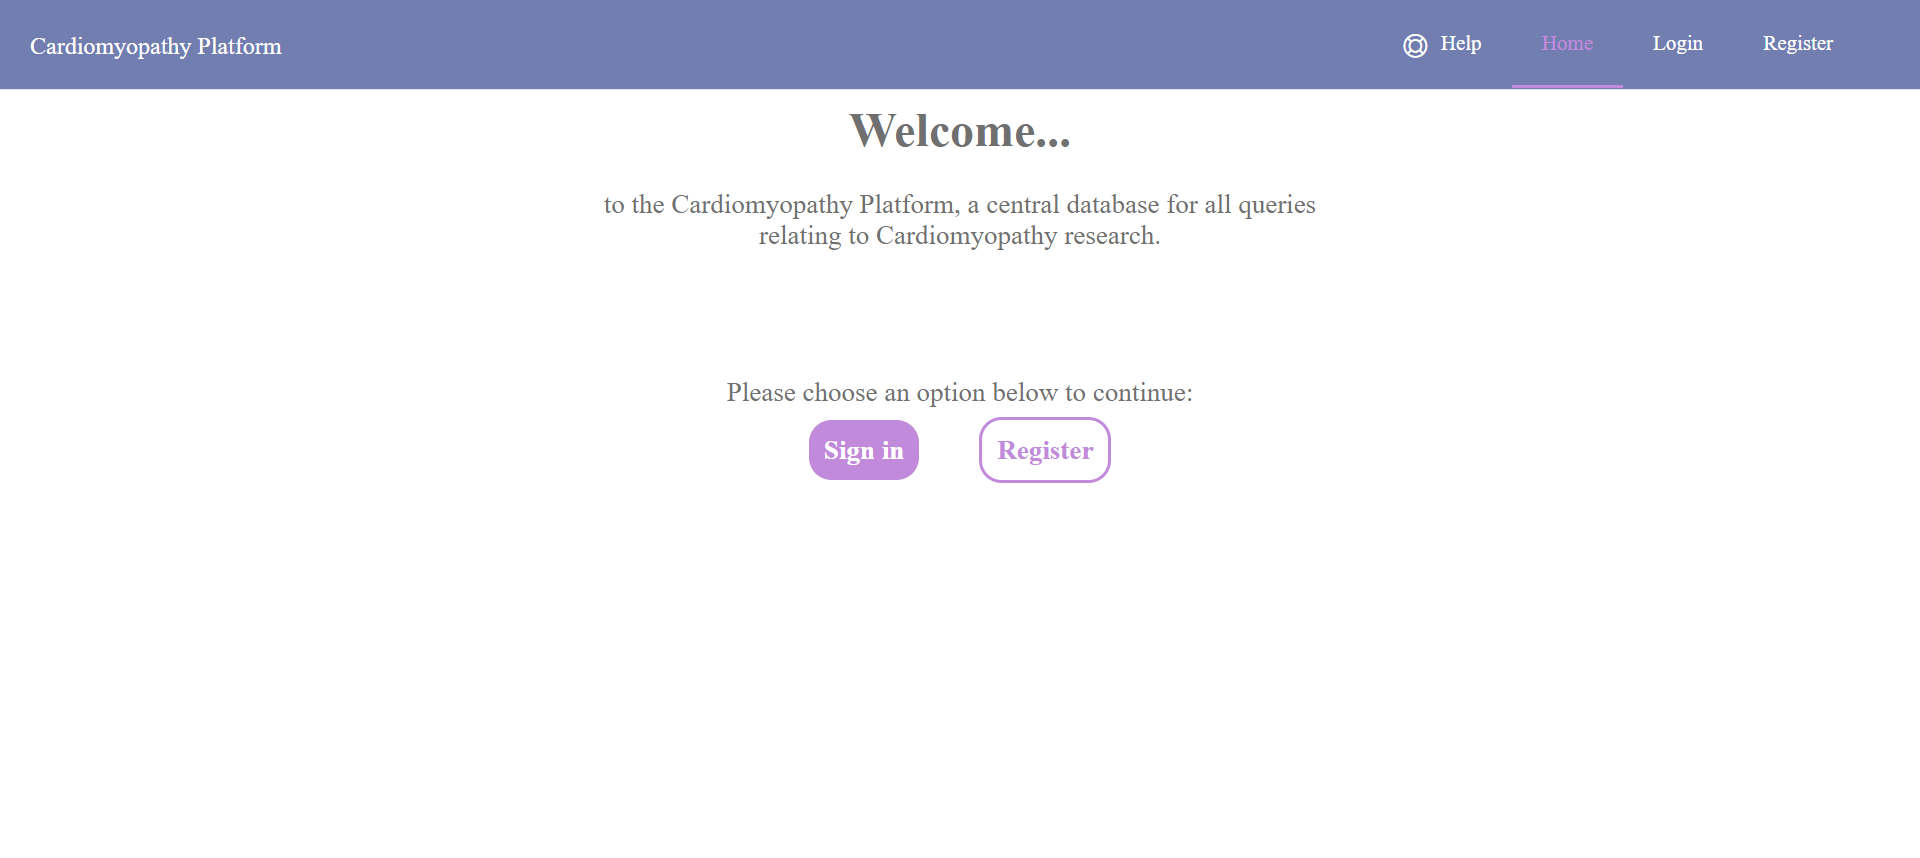 Cardiomyopathy Platform
Help
Home
Login
Register
Welcome...
to the Cardiomyopathy Platform, a central database for all queries
relating to Cardiomyopathy research.
Please choose an option below to continue:
Sign in
Register